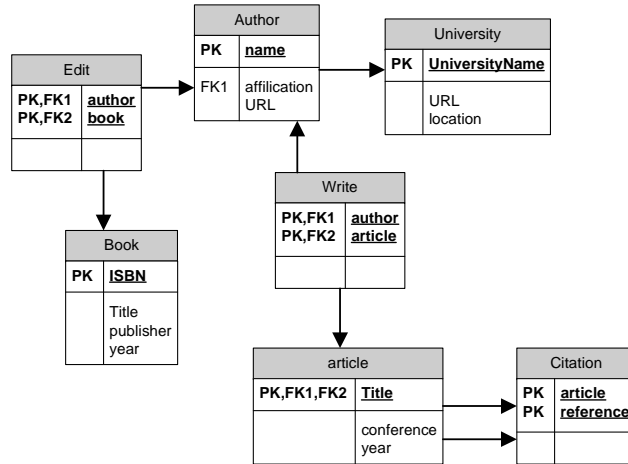 Author
PK name
FK1 affilication
URL
University
PK UniversityName
URL
location
Edit
PK,FK1 author
PK,FK2 book
Write
PK,FK1 author
PK,FK2 article
Book
PK ISBN
Title
publisher
year
article
PK,FK1,FK2 Title
conference
year
Citation
PK article
PK reference